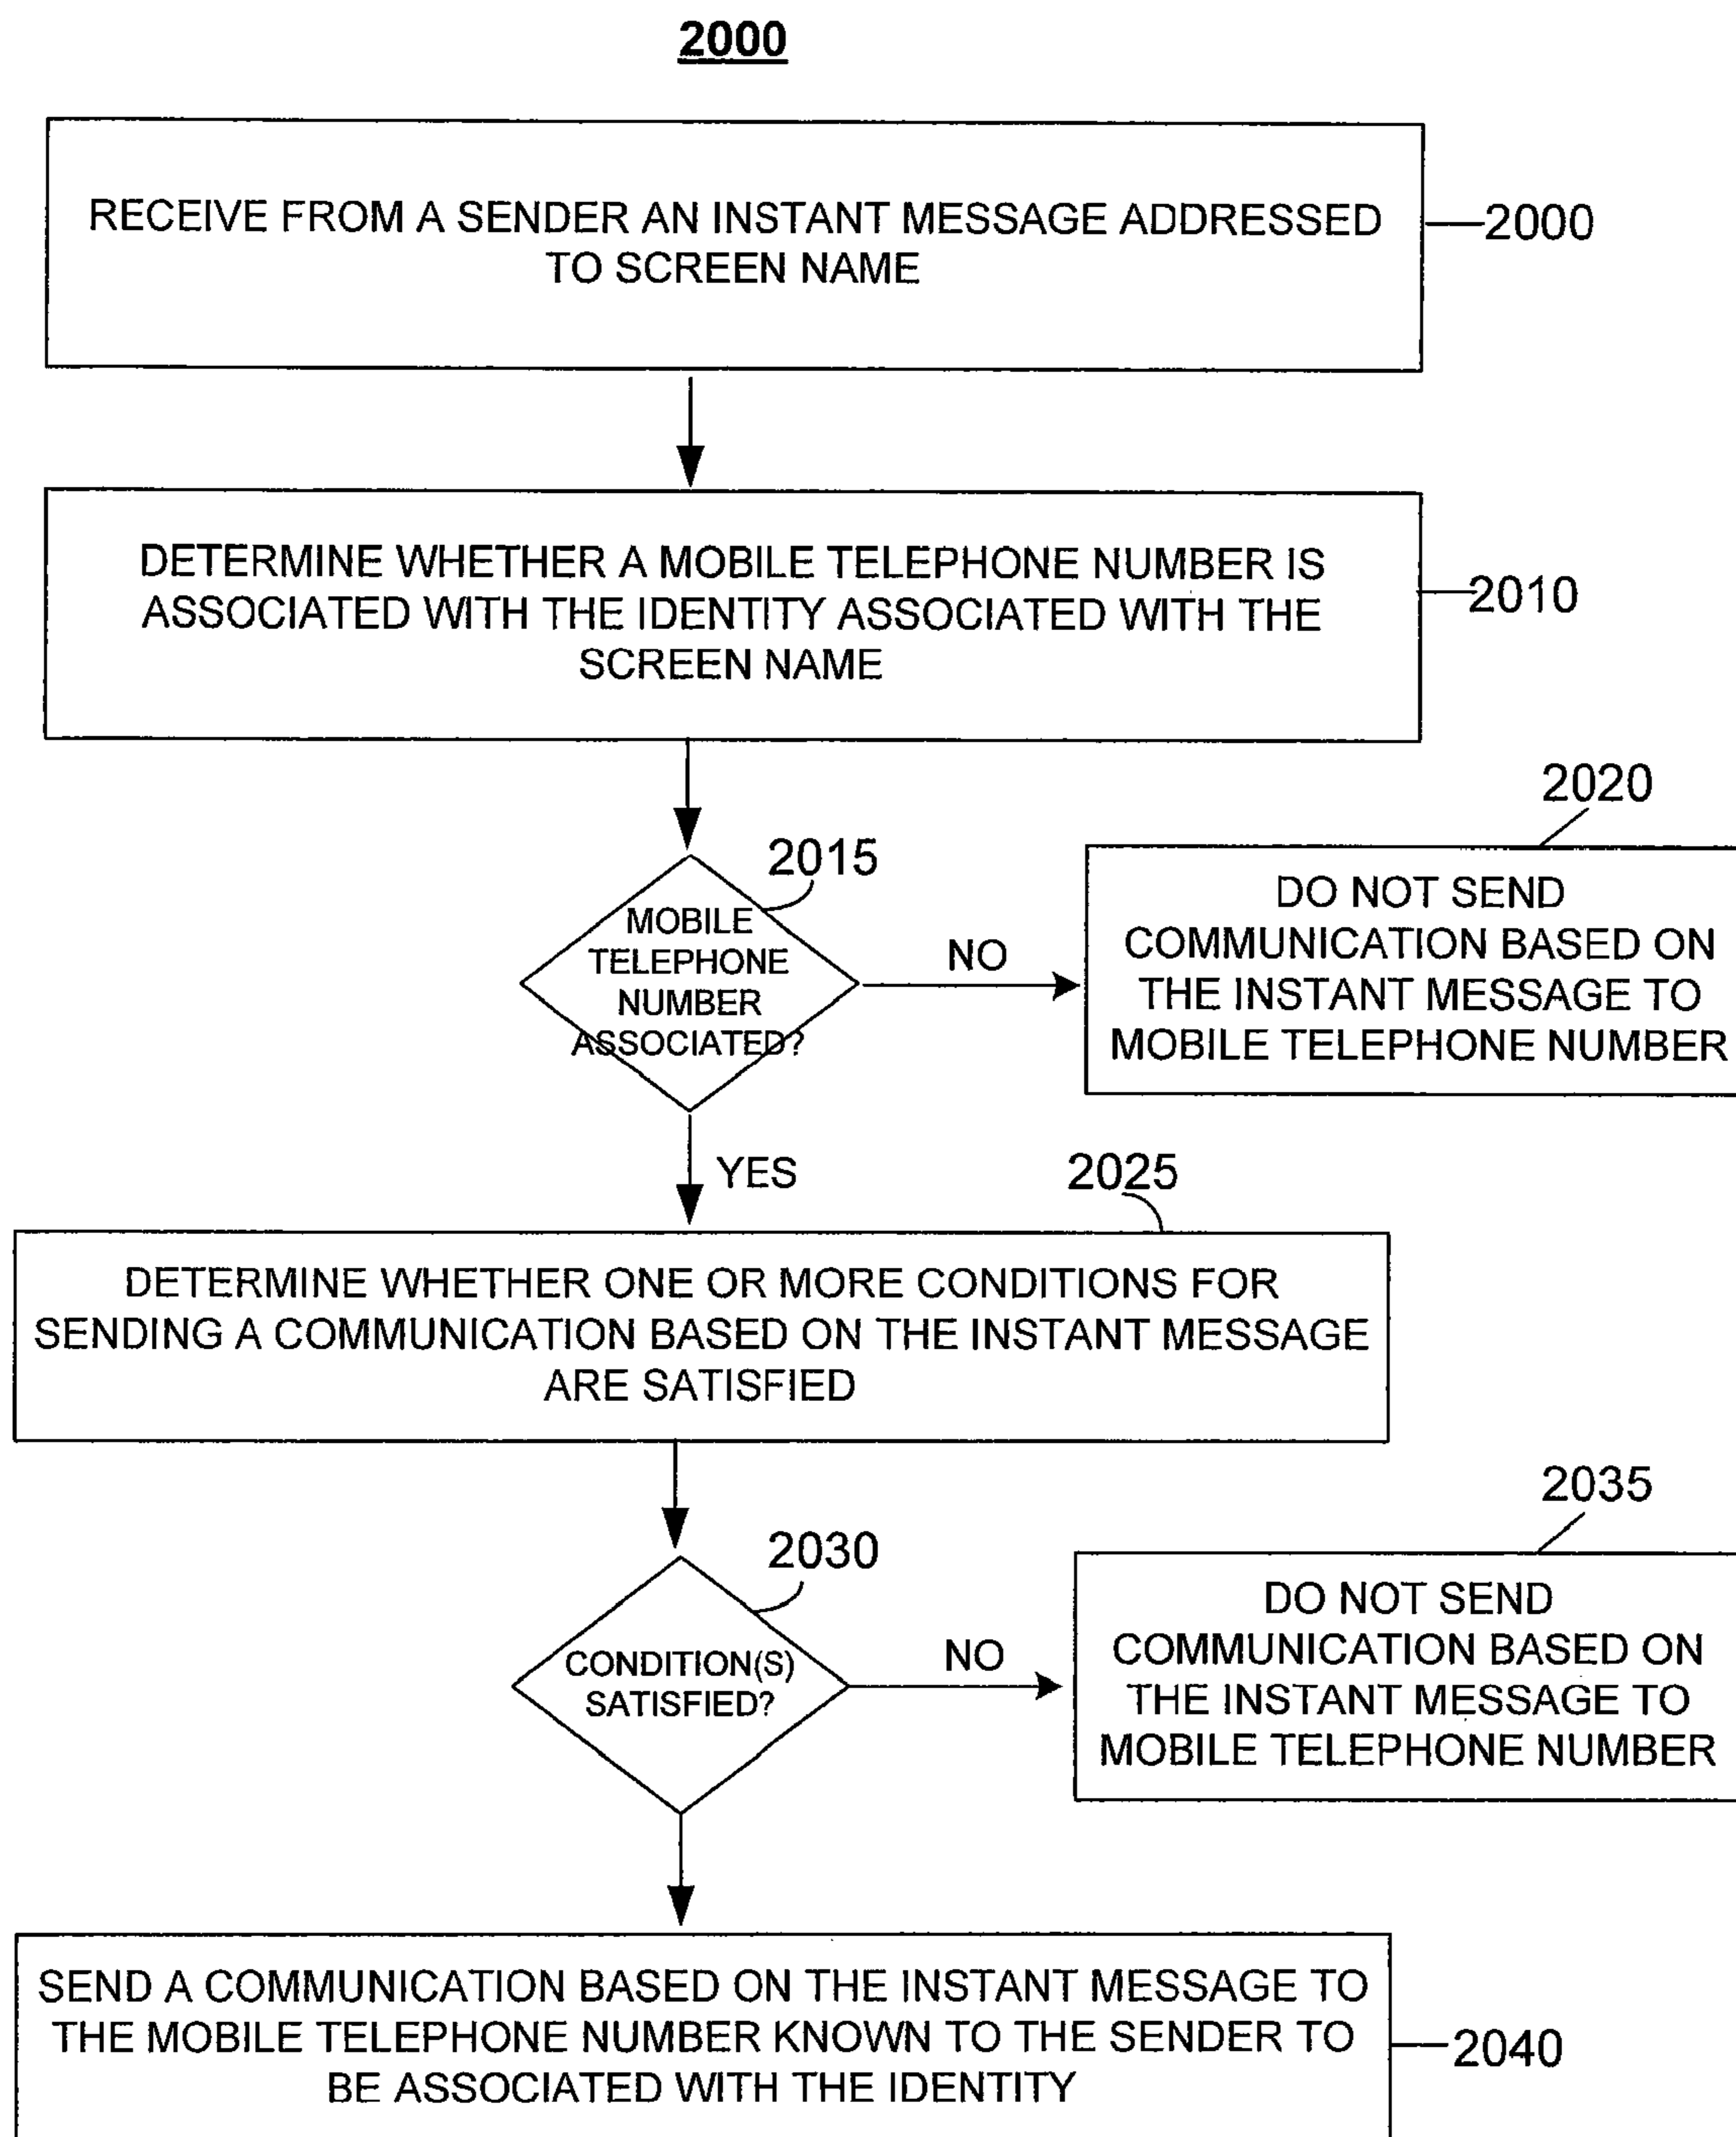 2000
RECEIVE FROM A SENDER AN INSTANT MESSAGE ADDRESSED
TO SCREEN NAME
2000
DETERMINE WHETHER A MOBILE TELEPHONE NUMBER IS
ASSOCIATED WITH THE IDENTITY ASSOCIATED WITH THE
SCREEN NAME
2010
2015
MOBILE
TELEPHONE
NUMBER
ASSOCIATED?
NO
2020
DO NOT SEND
COMMUNICATION BASED ON
THE INSTANT MESSAGE TO
MOBILE TELEPHONE NUMBER
YES
2025
DETERMINE WHETHER ONE OR MORE CONDITIONS FOR
SENDING A COMMUNICATION BASED ON THE INSTANT MESSAGE
ARE SATISFIED
2030
CONDITION(S)
SATISFIED?
NO
2035
DO NOT SEND
COMMUNICATION BASED ON
THE INSTANT MESSAGE TO
MOBILE TELEPHONE NUMBER
SEND A COMMUNICATION BASED ON THE INSTANT MESSAGE TO
THE MOBILE TELEPHONE NUMBER KNOWN TO THE SENDER TO
BE ASSOCIATED WITH THE IDENTITY
2040